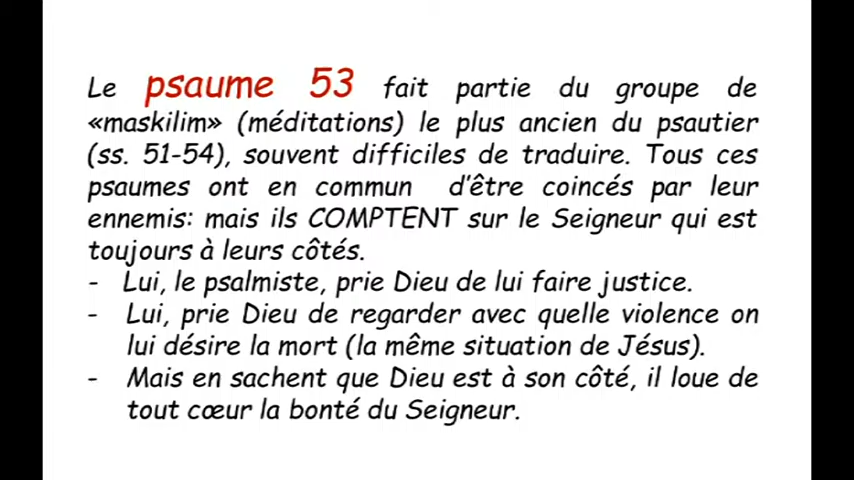 Le psaume 53 fait partie du groupe de
«maskilim» (méditations) le plus ancien du psautier
(ss. 51-54), souvent difficiles de traduire. Tous ces
psaumes ont en commun d'être coincés par leur
ennemis: mais ils COMPTENT sur le Seigneur qui est
toujours à leurs côtés.
- Lui, le psalmiste, prie Dieu de lui faire justice.
- Lui, prie Dieu de regarder avec quelle violence on
lui désire la mort (la même situation de Jésus).
- Mais en sachent que Dieu est à son côté, il loue de
tout cœur la bonté du Seigneur.